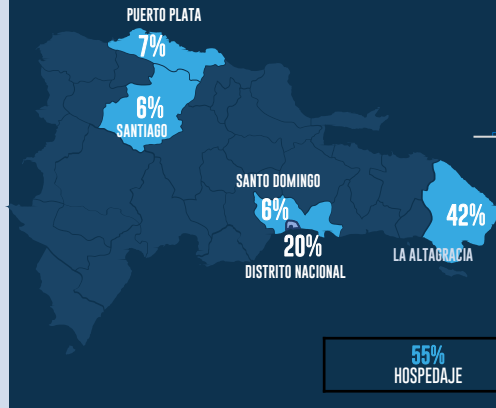 PUERTO PLATA
7%
6%
SANTIAGO
SANTO DOMINGO
6%
42%
20%
LA ALTAGRACIA
DISTRITO NACIONAL
55%
HOSPEDAJE